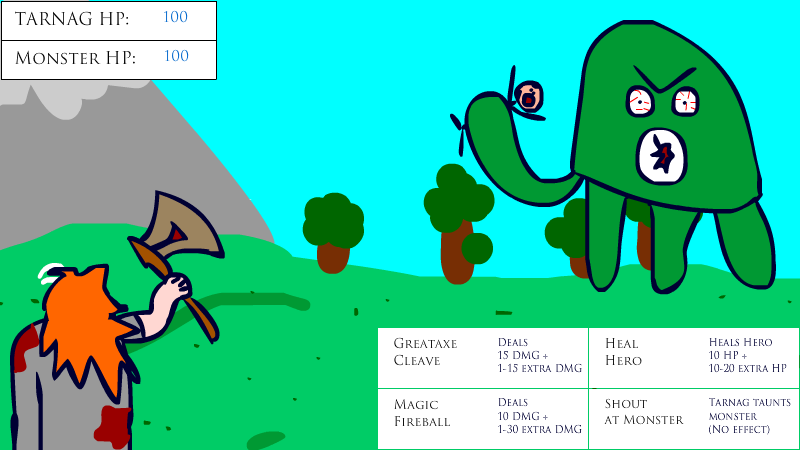 TARNAG HP: 100
MONSTER HP: 100
GREATAXE
CLEAVE
DEALS
15 DMG +
1-15 EXTRA DMG
HEAL
HERO
HEALS HERO
10 HP +
10-20 EXTRA HP
MAGIC
FIREBALL
DEALS
10 DMG +
1-30 EXTRA DMG
SHOUT
AT MONSTER
TARNAG TAUNTS
MONSTER
(NO EFFECT)